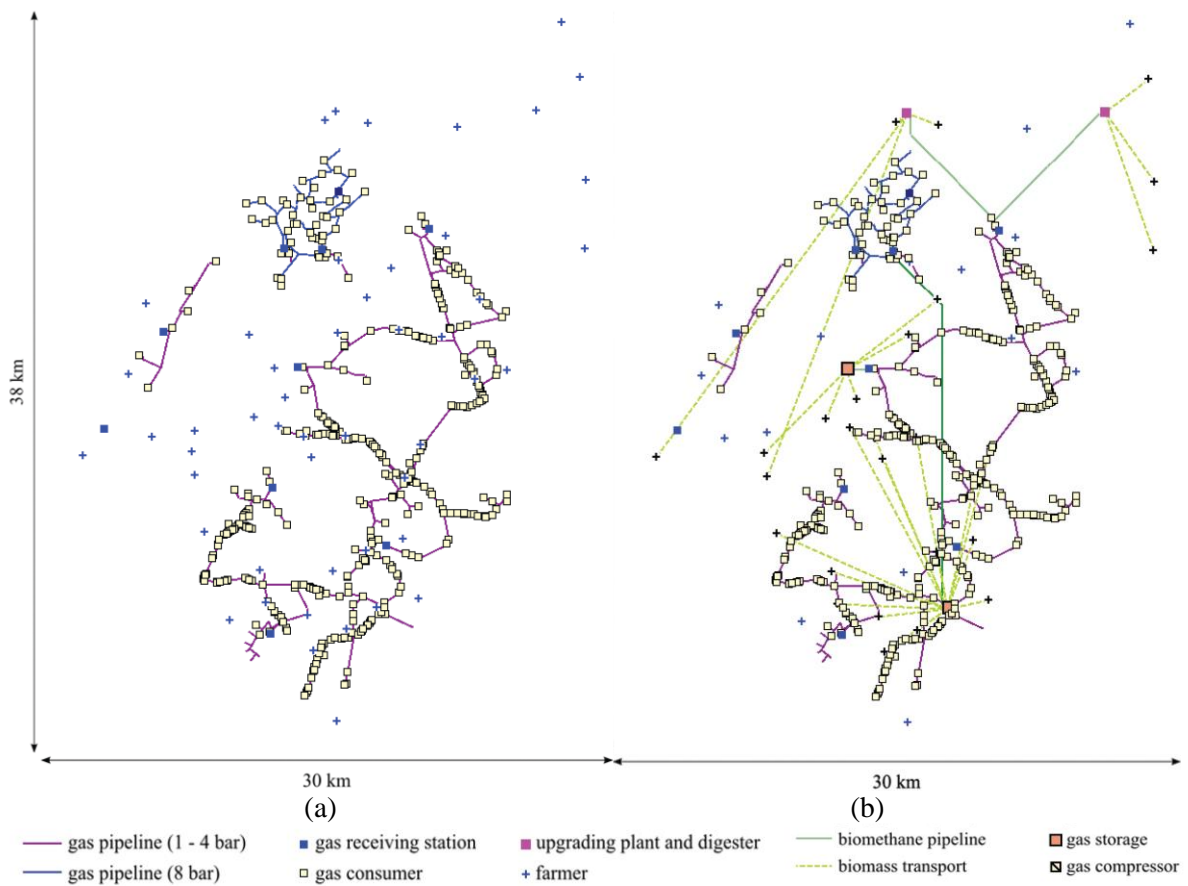 38 km
30 km
30 km
(a)
(b)
gas pipeline (1 - 4 bar)
gas receiving station
upgrading plant and digester
biomethane pipeline
gas storage
gas pipeline (8 bar)
gas consumer
farmer
biomass transport
gas compressor